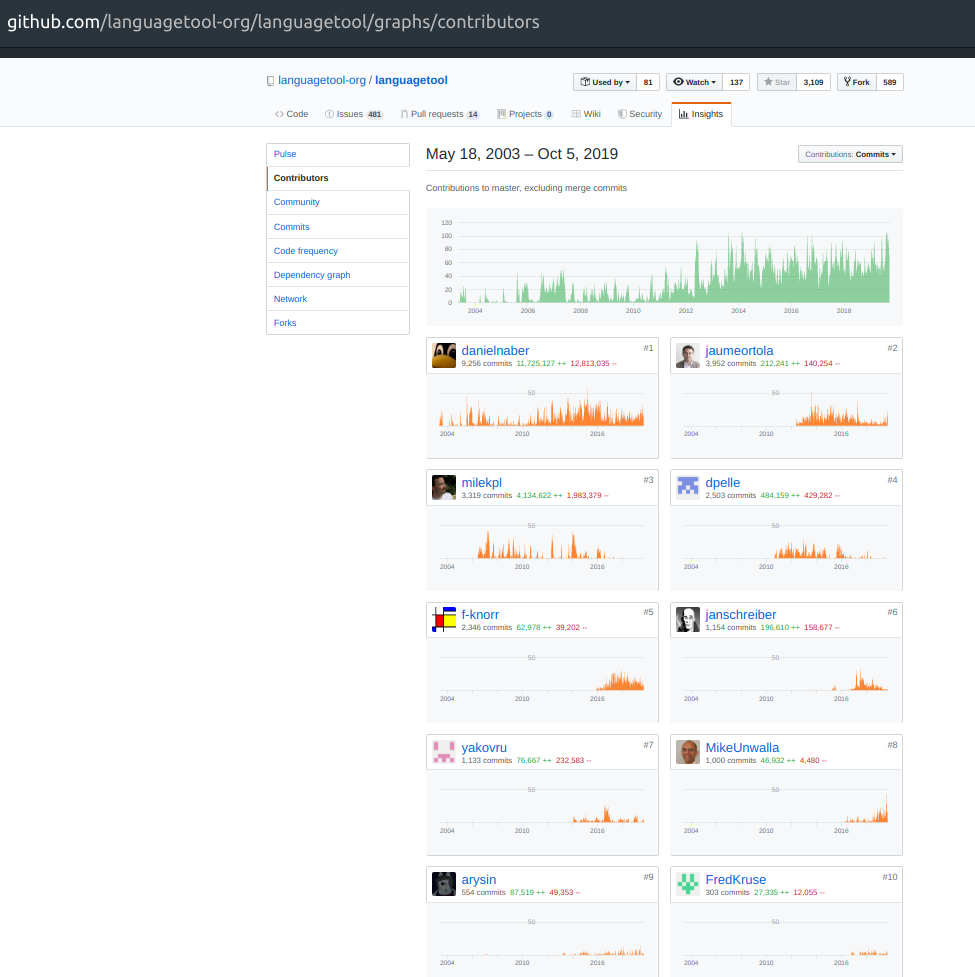 github.com/languagetool-org/languagetool/graphs/contributors
languagetool-org / languagetool
Used by 81 Watch 137 Star 3,109 Fork 589
Code Issues 481 Pull requests 14 Projects 0 Wiki Security Insights
Pulse
Contributors
Community
Commits
Code frequency
Dependency graph
Network
Forks
May 18, 2003 – Oct 5, 2019
Contributions: Commits
Contributions to master, excluding merge commits
120
100
80
60
40
20
0
2004 2006 2008 2010 2012 2014 2016 2018
danielnaber #1
9,256 commits 11,725,127 ++ 12,813,035 --
50
2004 2010 2016
jaumeortola #2
3,952 commits 212,241 ++ 140,254 --
50
2004 2010 2016
milekpl #3
3,319 commits 4,134,622 ++ 1,983,379 --
50
2004 2010 2016
dpelle #4
2,503 commits 484,159 ++ 429,282 --
50
2004 2010 2016
f-knorr #5
2,346 commits 62,978 ++ 39,202 --
50
2004 2010 2016
janschreiber #6
1,154 commits 196,610 ++ 158,677 --
50
2004 2010 2016
yakovru #7
1,133 commits 76,667 ++ 232,583 --
50
2004 2010 2016
MikeUnwalla #8
1,000 commits 46,932 ++ 4,480 --
50
2004 2010 2016
arysin #9
554 commits 87,519 ++ 49,353 --
50
2004 2010 2016
FredKruse #10
303 commits 27,335 ++ 12,055 --
50
2004 2010 2016